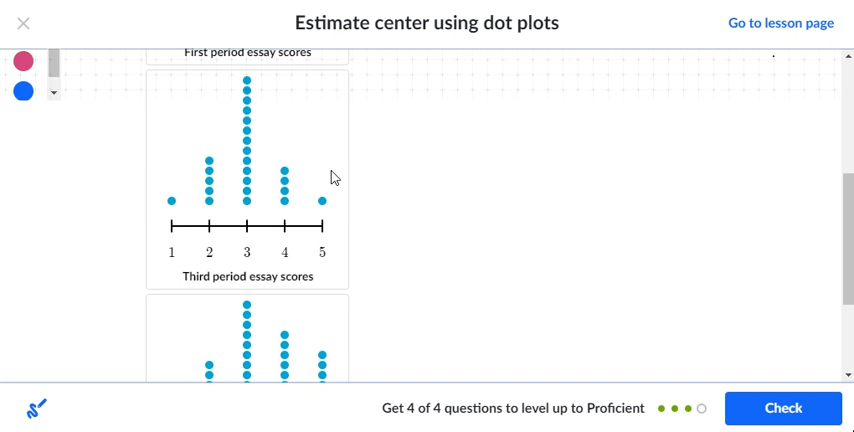 Estimate center using dot plots
Go to lesson page
First period essay scores
1 2 3 4 5
Third period essay scores
Get 4 of 4 questions to level up to Proficient
Check